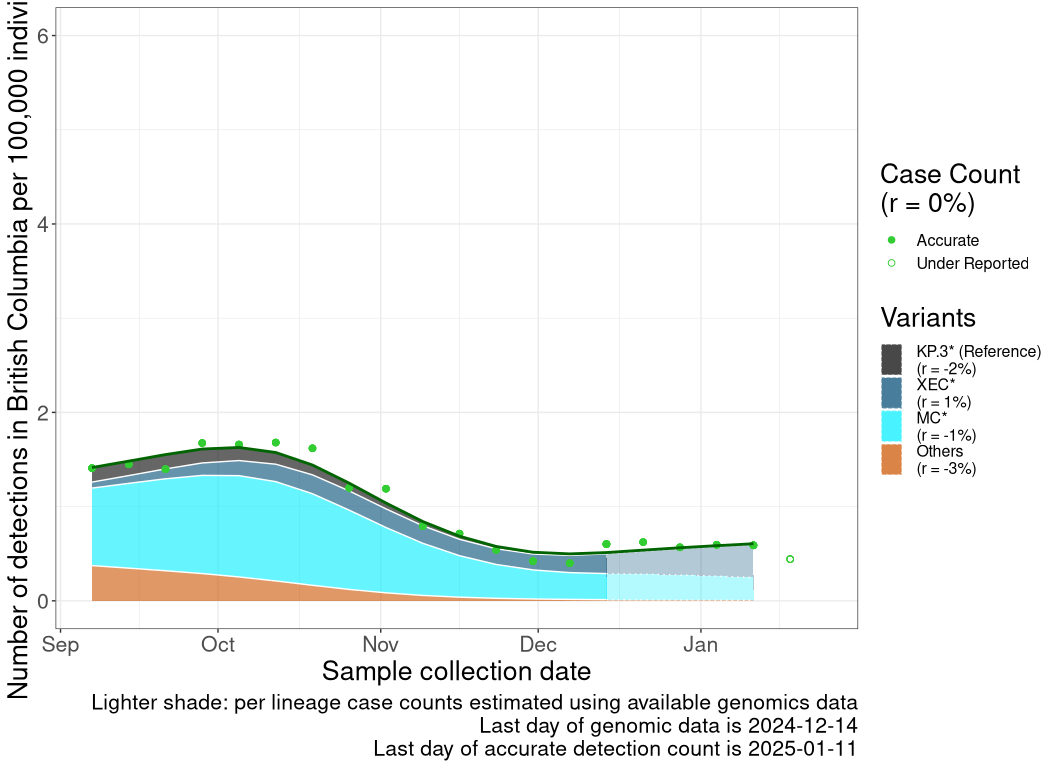 Number of detections in British Columbia per 100,000 indivi
6
4
2
0
Sep Oct Nov Dec Jan
Sample collection date
Lighter shade: per lineage case counts estimated using available genomics data
Last day of genomic data is 2024-12-14
Last day of accurate detection count is 2025-01-11
Case Count
(r = 0%)
Accurate
Under Reported
Variants
KP.3* (Reference)
(r = -2%)
XEC*
(r = 1%)
MC*
(r = -1%)
Others
(r = -3%)